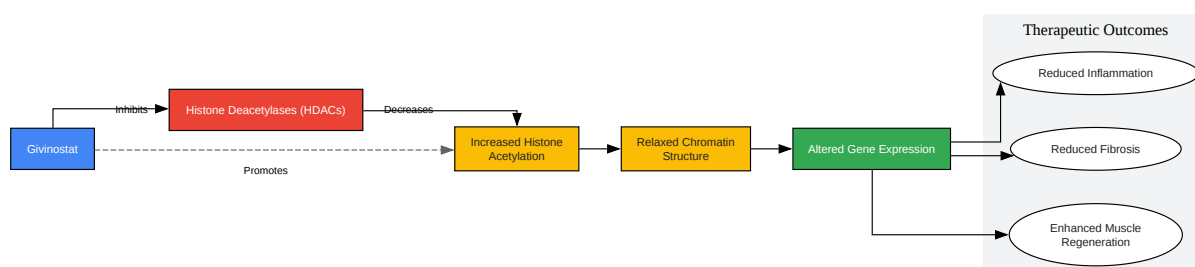 Therapeutic Outcomes
Reduced Inflammation
Inhibits
Histone Deacetylases (HDACs)
Decreases
Givinostat
Promotes
Increased Histone
Acetylation
Relaxed Chromatin
Structure
Altered Gene Expression
Reduced Fibrosis
Enhanced Muscle
Regeneration